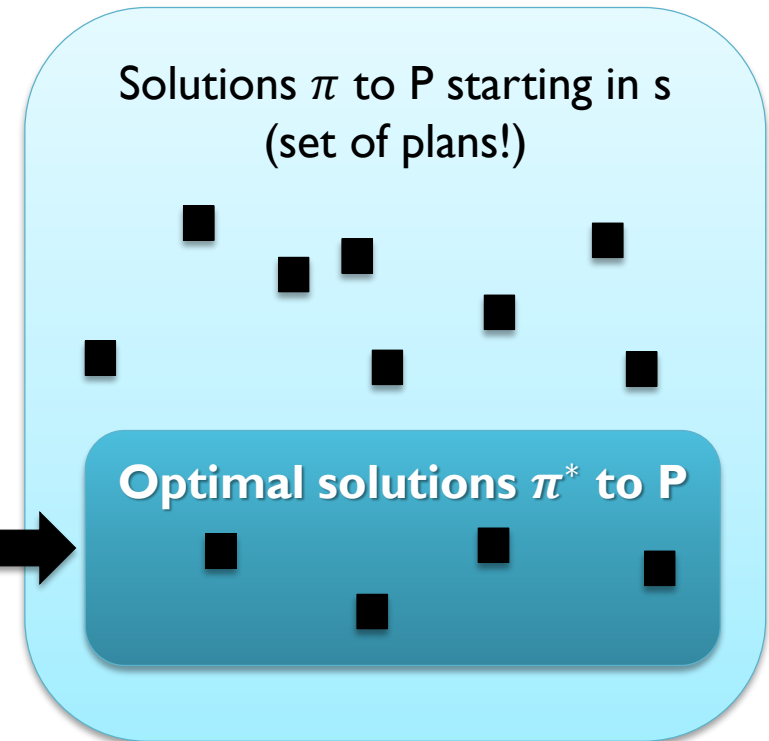 Solutions 𝜋 to P starting in s
(set of plans!)
Optimal solutions 𝜋* to P